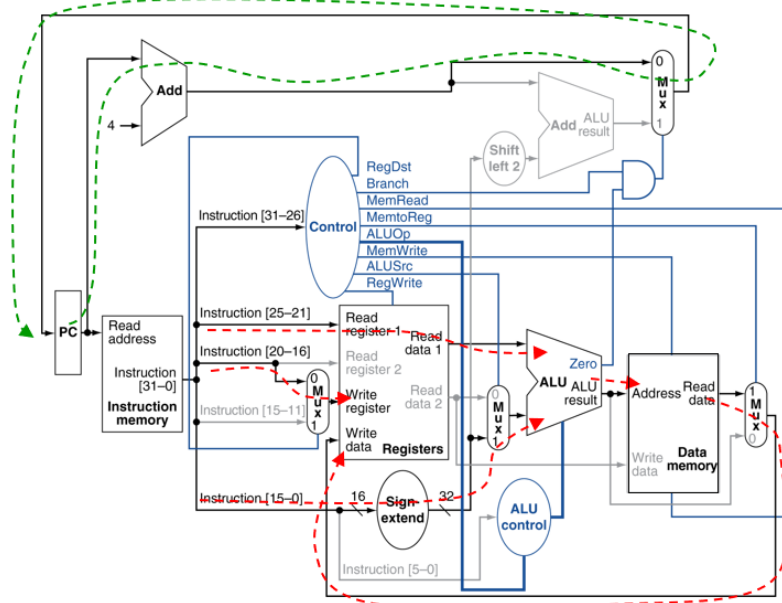 0
M
u
x
1
Add
4
Add
ALU
result
Shift
left 2
RegDst
Branch
MemRead
MemtoReg
ALUOp
MemWrite
ALUSrc
RegWrite
Control
Instruction [31–26]
PC
Read
address
Instruction
[31–0]
Instruction
memory
Instruction [25–21]
Instruction [20–16]
Instruction [15–11]
0
M
u
x
1
Read
register 1
Read
data 1
Read
register 2
Write
register
Read
data 2
Write
data
Registers
0
M
u
x
1
Zero
ALU
ALU
result
Address
Read
data
Write
data
Data
memory
1
M
u
x
0
Instruction [15–0]
16
Sign
extend
32
ALU
control
Instruction [5–0]